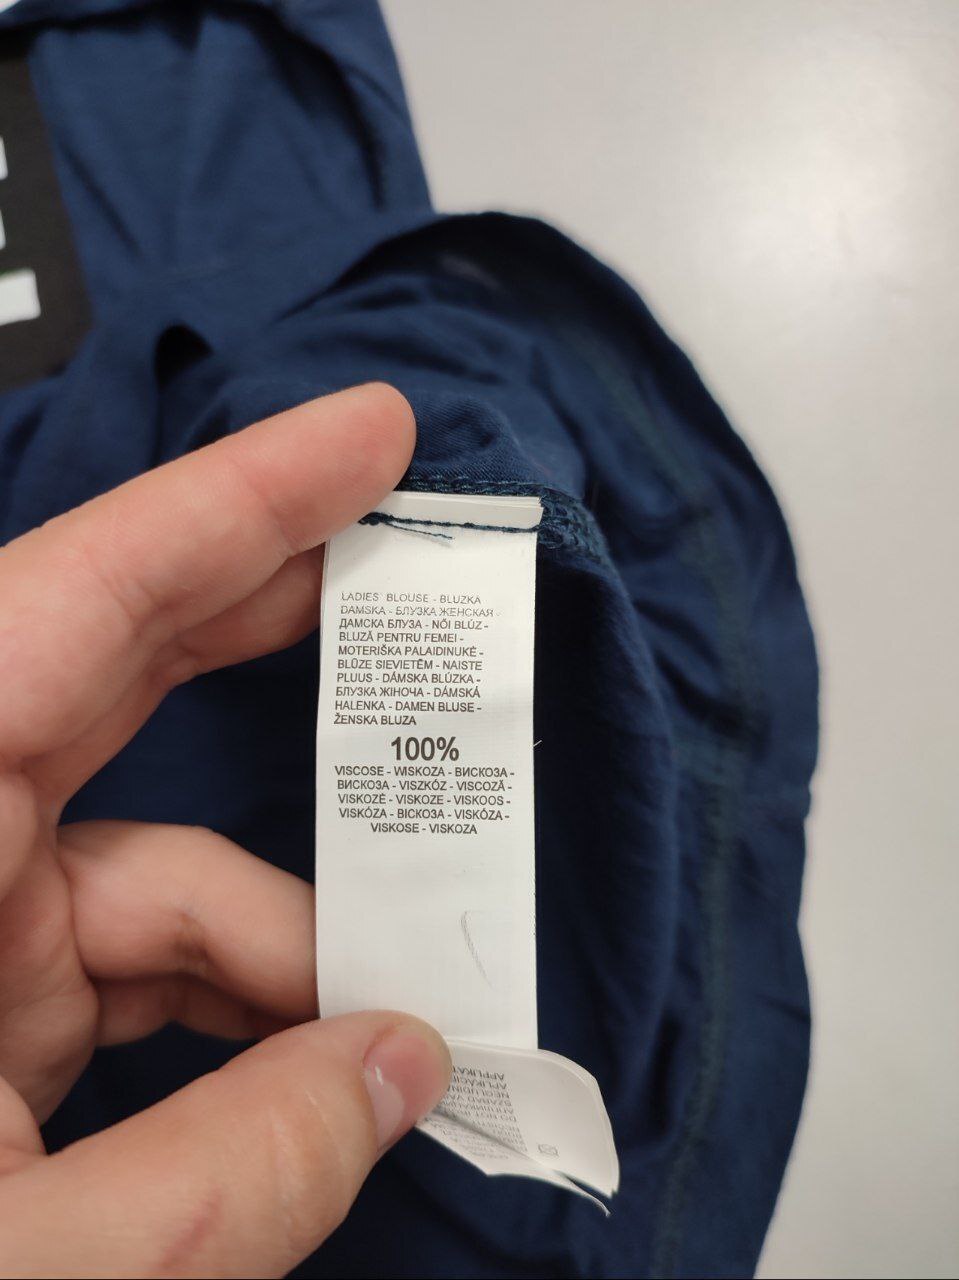 LADIES' BLOUSE - BLUZKA
DAMSKA - БЛУЗКА ЖЕНСКАЯ -
ДАМСКА БЛУЗА - NŐI BLÚZ -
BLUZĂ PENTRU FEMEI -
MOTERIŠKA PALAIDINUKĖ -
BLŪZE SIEVIETĒM - NAISTE
PLUUS - DÁMSKA BLÚZKA -
БЛУЗКА ЖІНОЧА - DÁMSKÁ
HALENKA - DAMEN BLUSE -
ŽENSKA BLUZA
100%
VISCOSE - WISKOZA - ВИСКОЗА -
ВИСКОЗА - VISZKÓZ - VISCOZĂ -
VISKOZĖ - VISKOZE - VISKOOS -
VISKÓZA - ВІСКОЗА - VISKÓZA -
VISKOSE - VISKOZA